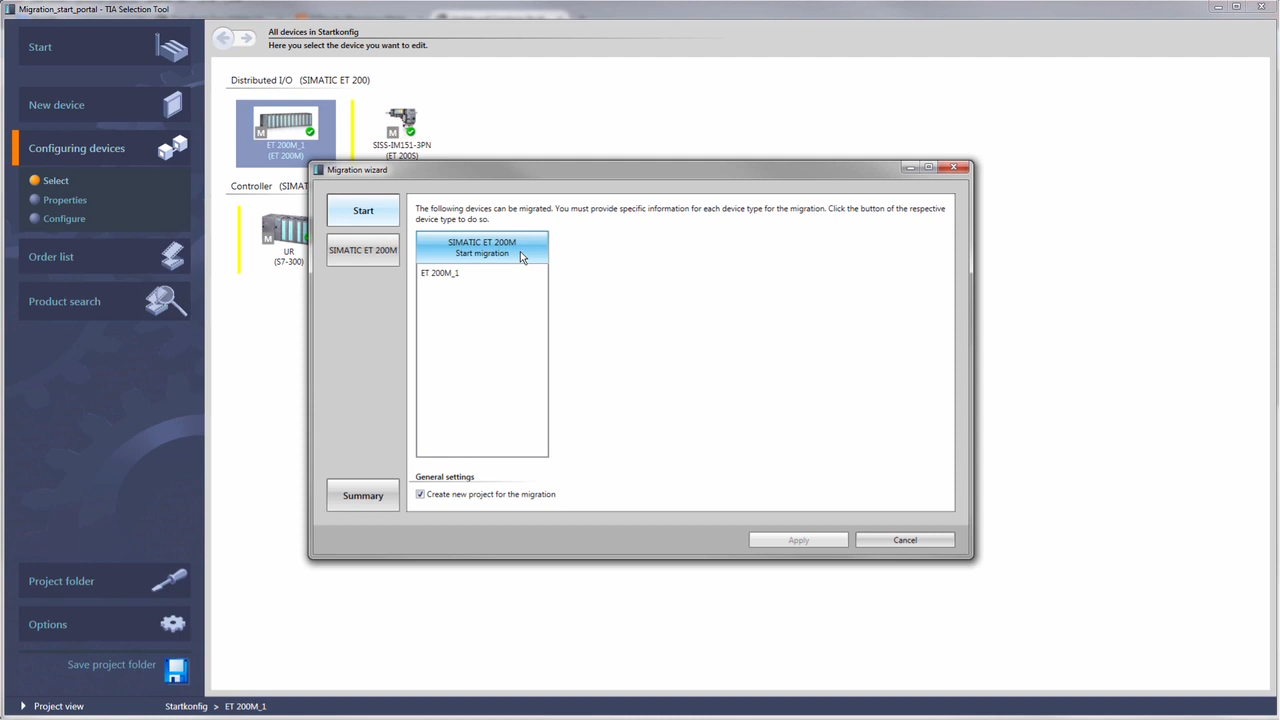 Migration_start_portal - TIA Selection Tool
Start
New device
Configuring devices
Select
Properties
Configure
Order list
Product search
Project folder
Options
Save project folder
Project view
Startkonfig > ET 200M_1
All devices in Startkonfig
Here you select the device you want to edit.
Distributed I/O (SIMATIC ET 200)
M
ET 200M_1
(ET 200M)
M
SISS-IM151-3PN
(ET 200S)
Controller (SIMAT
M
UR
(S7-300)
Migration wizard
Start
SIMATIC ET 200M
Summary
The following devices can be migrated. You must provide specific information for each device type for the migration. Click the button of the respective
device type to do so.
SIMATIC ET 200M
Start migration
ET 200M_1
General settings
Create new project for the migration
Apply
Cancel